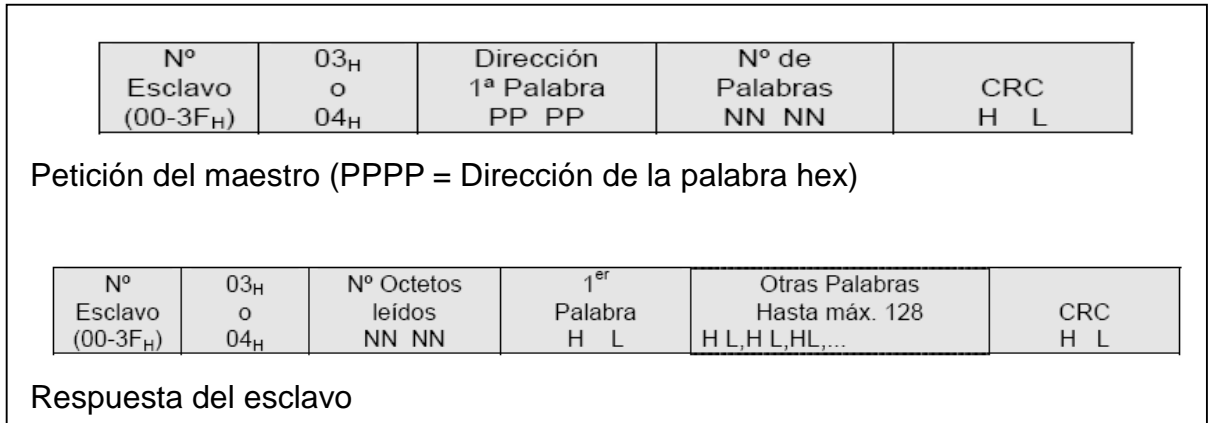 Nº 03H Dirección Nº de
Esclavo o 1ª Palabra Palabras CRC
(00-3FH) 04H PP PP NN NN H L
Petición del maestro (PPPP = Dirección de la palabra hex)
Nº 03H Nº Octetos 1er Otras Palabras
Esclavo o leídos Palabra Hasta máx. 128 CRC
(00-3FH) 04H NN NN H L H L,H L,HL,... H L
Respuesta del esclavo